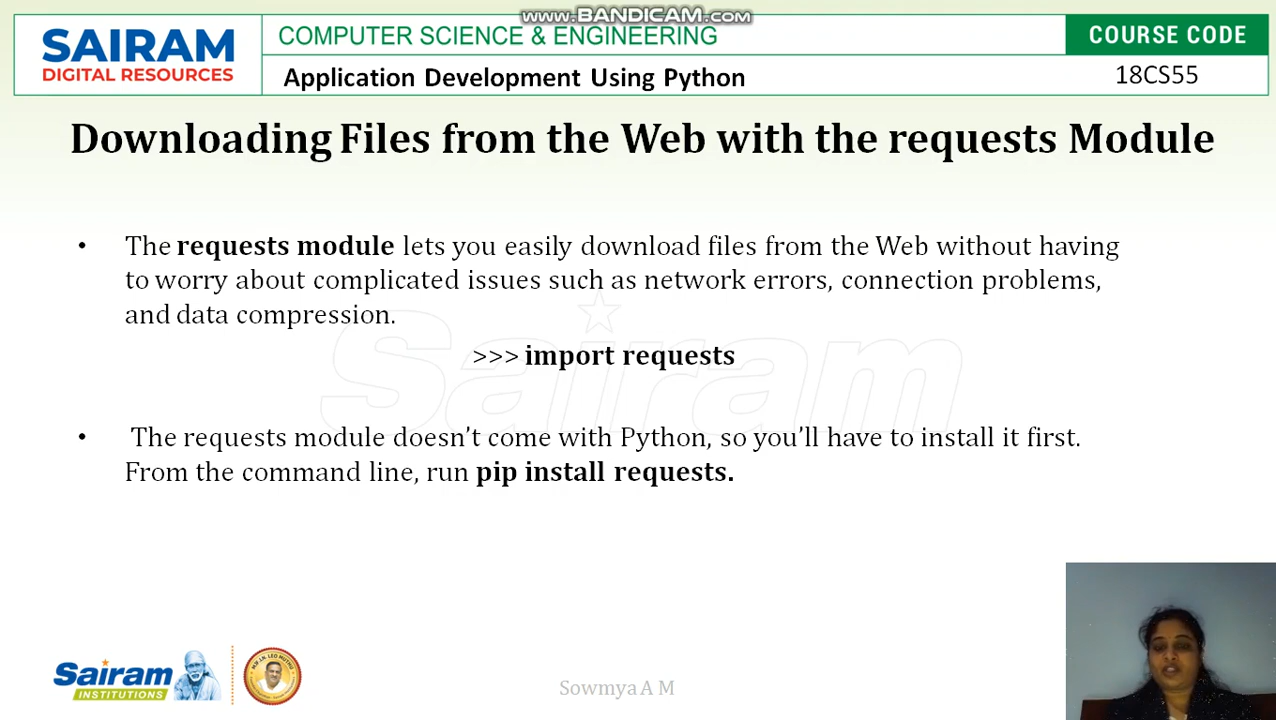 www.BANDICAM.com
SAIRAM
DIGITAL RESOURCES
COMPUTER SCIENCE & ENGINEERING
COURSE CODE
Application Development Using Python
18CS55
Downloading Files from the Web with the requests Module
• The requests module lets you easily download files from the Web without having
to worry about complicated issues such as network errors, connection problems,
and data compression.
Sairam
>>> import requests
• The requests module doesn’t come with Python, so you’ll have to install it first.
From the command line, run pip install requests.
Sairam
INSTITUTIONS
Sowmya A M